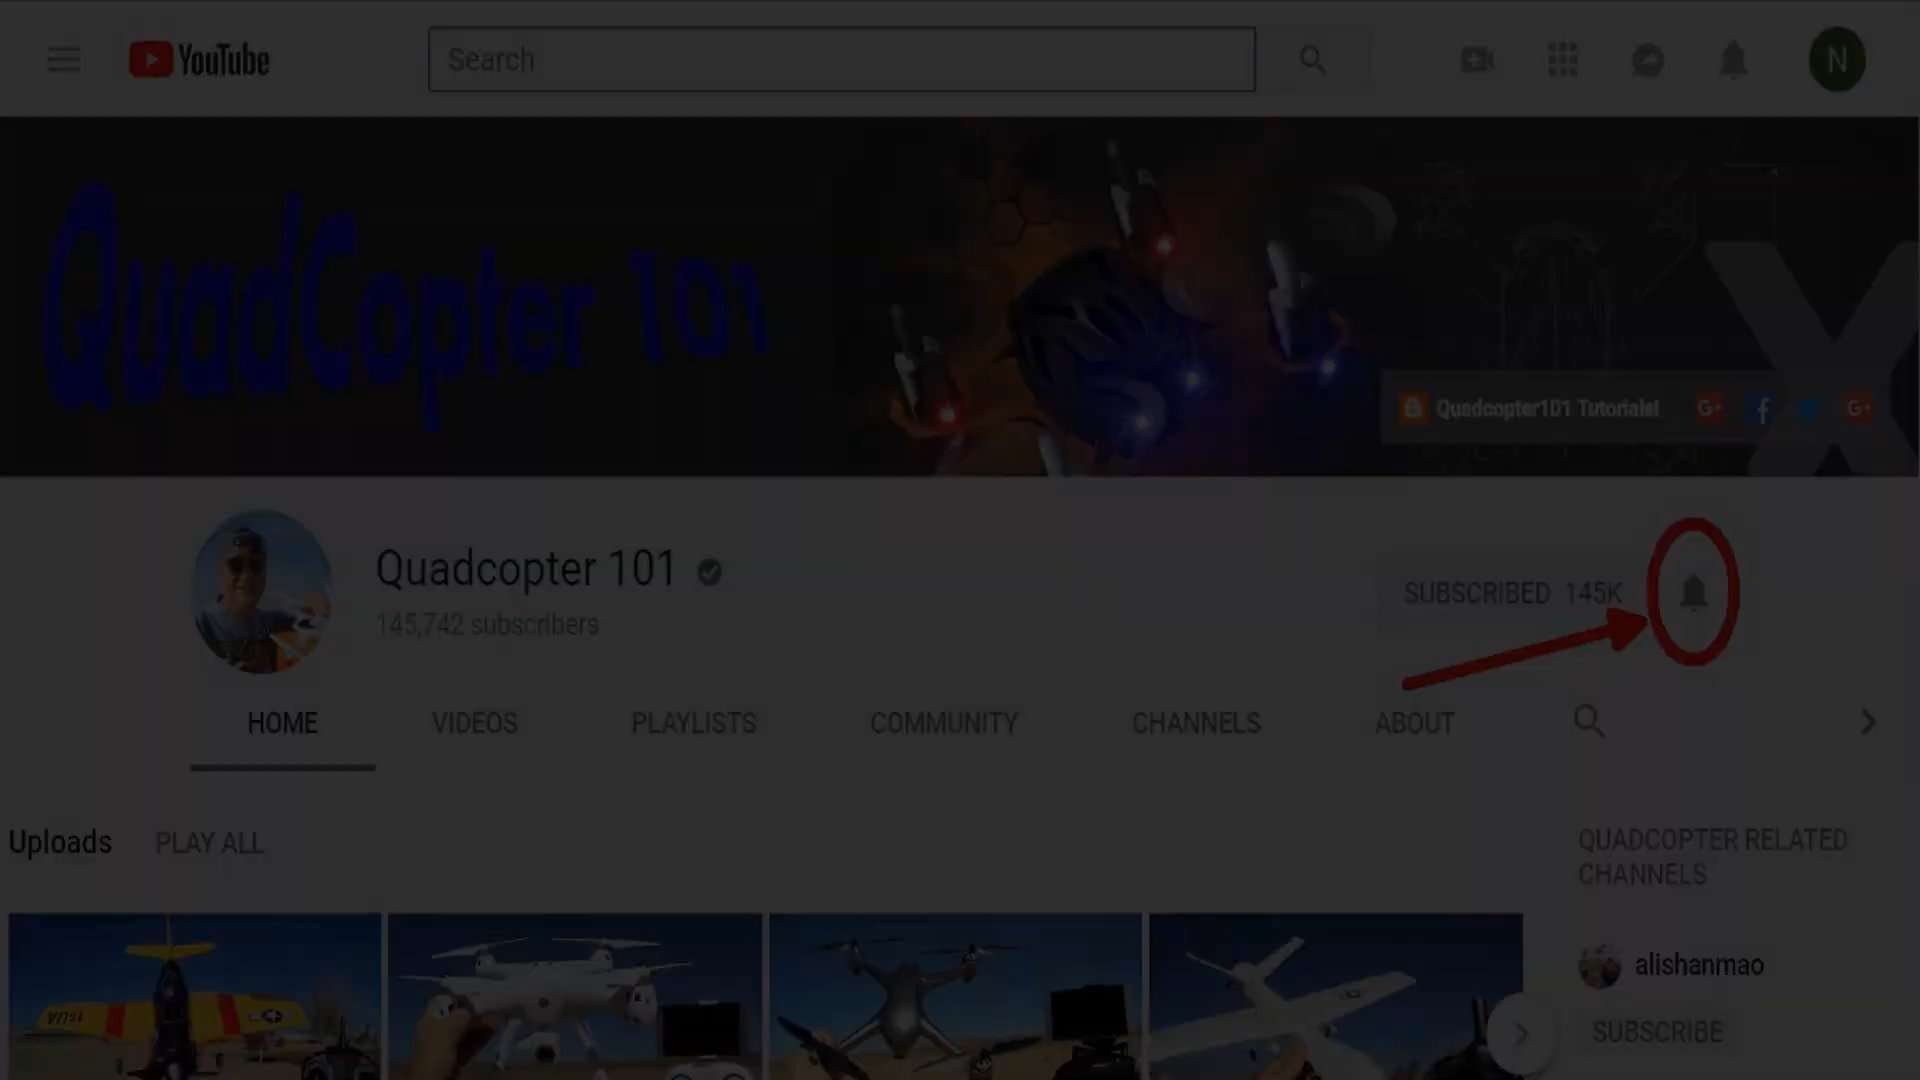 YouTube
Search
N
QuadCopter 101
Quadcopter101 Tutorials!
X
Quadcopter 101
145,742 subscribers
SUBSCRIBED 145K
HOME VIDEOS PLAYLISTS COMMUNITY CHANNELS ABOUT
Uploads PLAY ALL
QUADCOPTER RELATED
CHANNELS
alishanmao
SUBSCRIBE